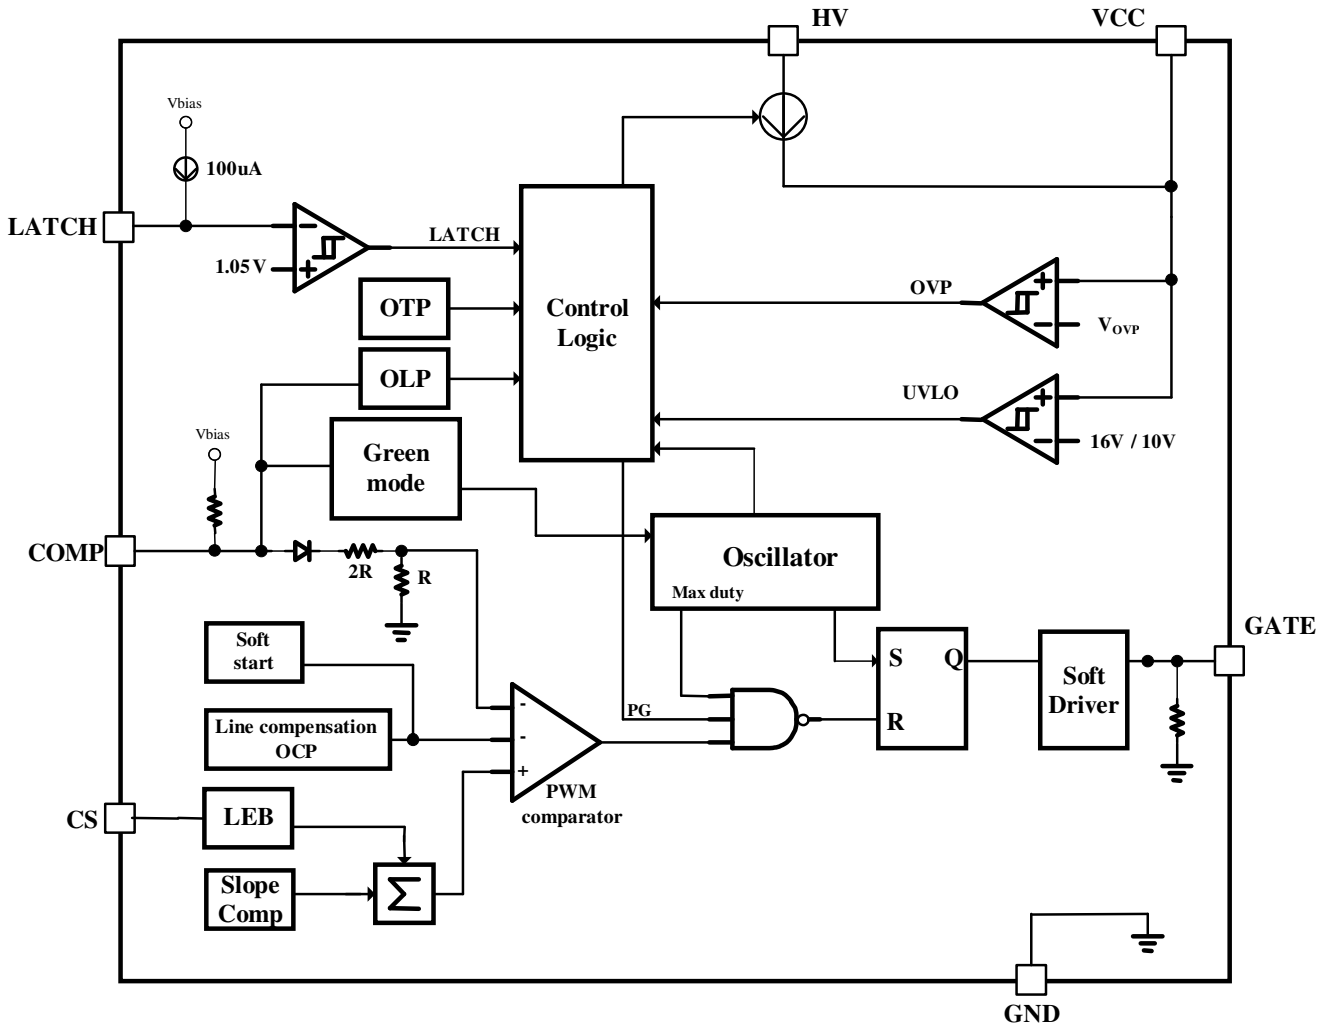 HV
VCC
Vbias
100uA
LATCH
LATCH
1.05V
OTP
Control
Logic
OVP
VOVP
OLP
UVLO
16V / 10V
Vbias
Green
mode
COMP
2R
R
Oscillator
Max duty
Soft
start
GATE
S
Q
R
Soft
Driver
PG
Line compensation
OCP
-
-
+
PWM
comparator
CS
LEB
Slope
Comp
Σ
GND